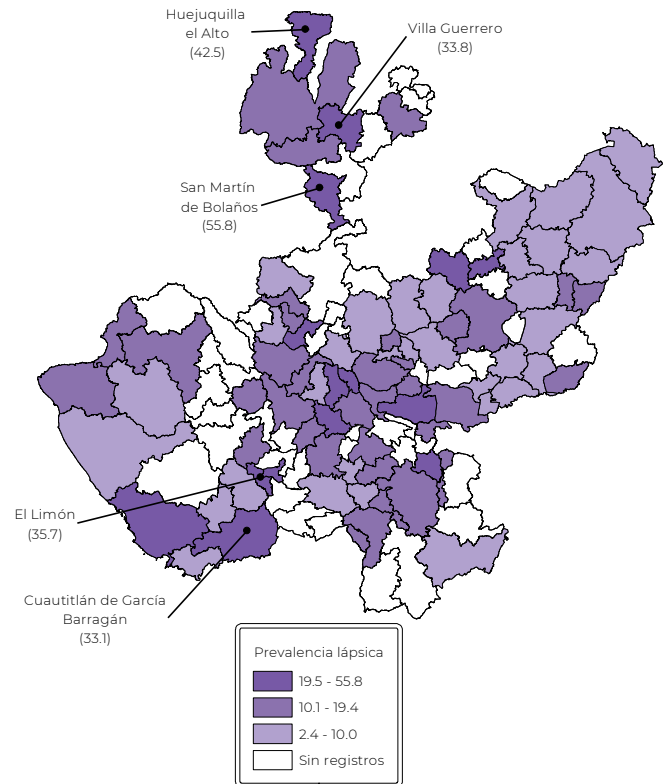 Huejuquilla
el Alto
(42.5)
Villa Guerrero
(33.8)
San Martín
de Bolaños
(55.8)
El Limón
(35.7)
Cuautitlán de García
Barragán
(33.1)
Prevalencia lápsica
19.5 - 55.8
10.1 - 19.4
2.4 - 10.0
Sin registros